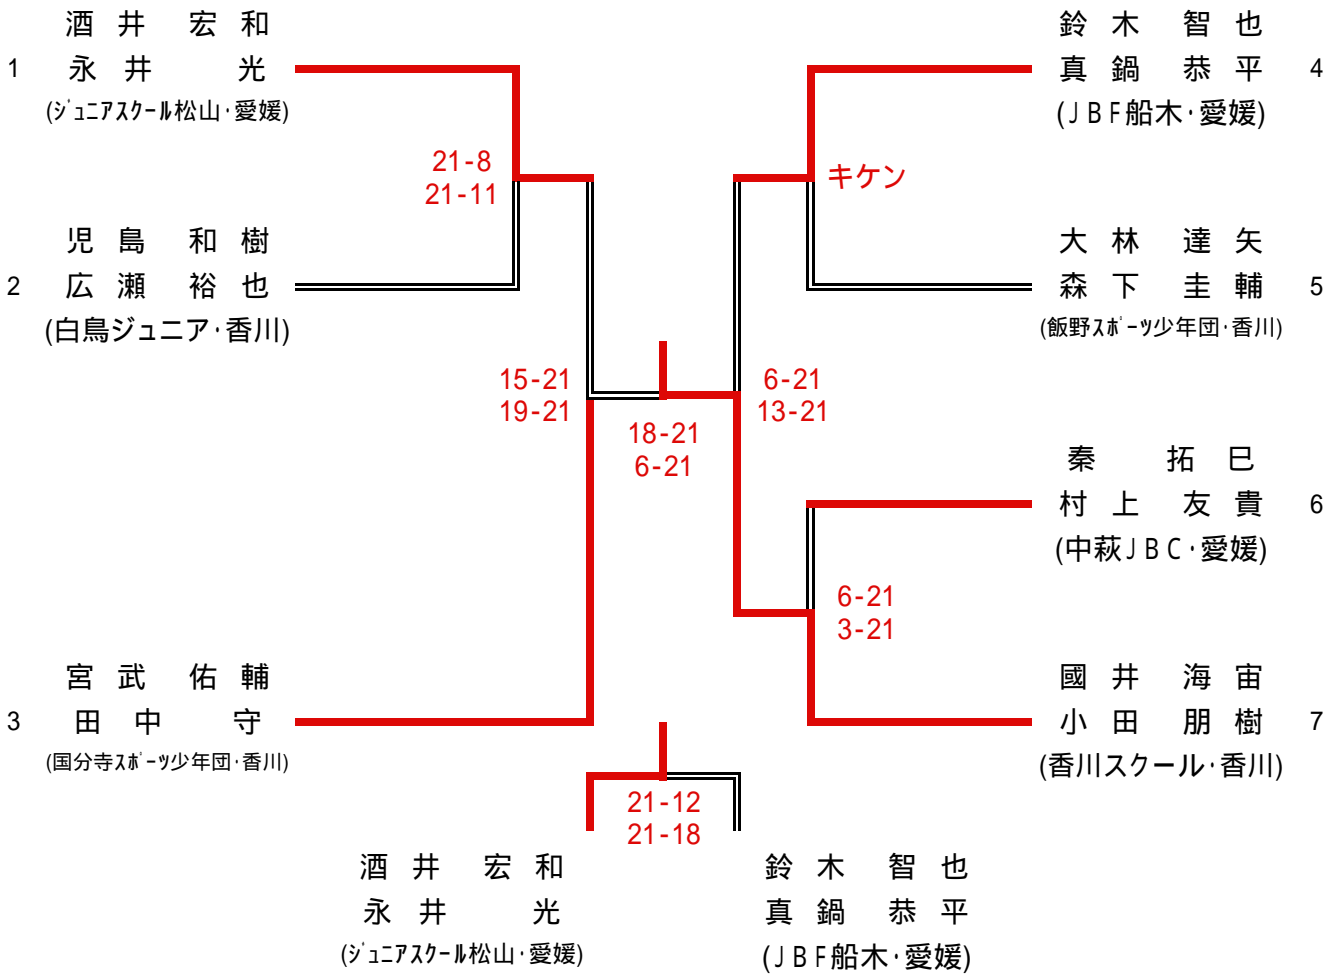 酒井 宏和
1 永井 光
(ジュニアスクール松山・愛媛)
21-8
21-11
児島 和樹
2 広瀬 裕也
(白鳥ジュニア・香川)
15-21
19-21
宮武 佑輔
3 田中 守
(国分寺スポーツ少年団・香川)
18-21
6-21
鈴木 智也
真鍋 恭平 4
(JBF船木・愛媛)
キケン
大林 達矢
森下 圭輔 5
(飯野スポーツ少年団・香川)
6-21
13-21
秦 拓巳
村上 友貴 6
(中萩JBC・愛媛)
6-21
3-21
國井 海宙
小田 朋樹 7
(香川スクール・香川)
21-12
21-18
酒井 宏和
永井 光
(ジュニアスクール松山・愛媛)
鈴木 智也
真鍋 恭平
(JBF船木・愛媛)